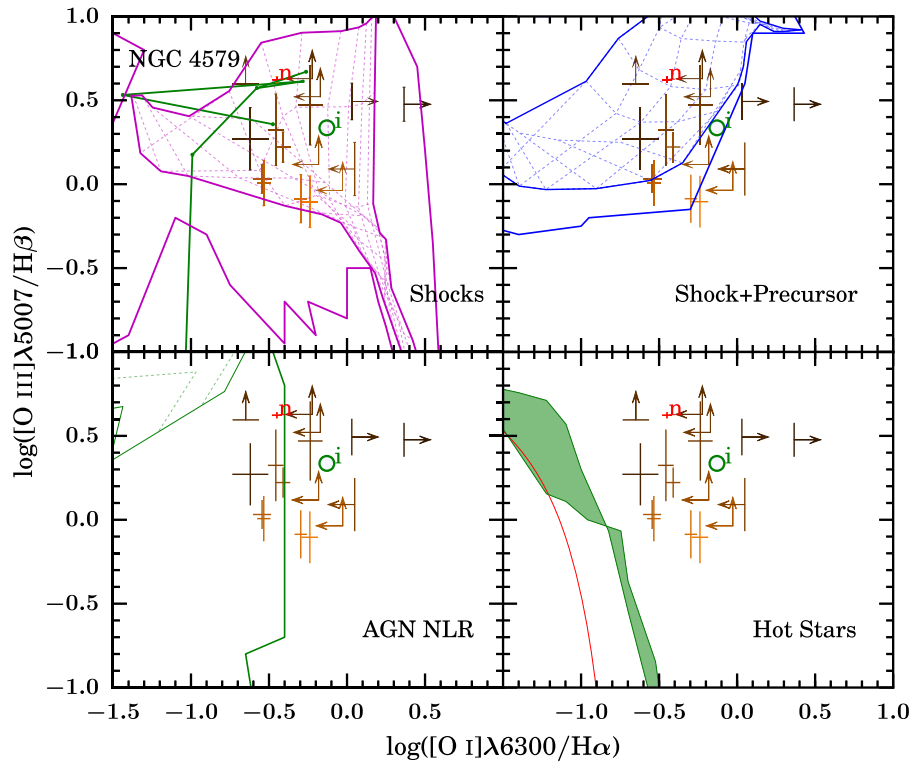 1.0
0.5
0.0
−0.5
−1.0
0.5
0.0
−0.5
−1.0
log([O III]λ5007/Hβ)
NGC 4579
n
i
Shocks
n
i
Shock+Precursor
n
i
AGN NLR
n
i
Hot Stars
−1.5 −1.0 −0.5 0.0 0.5
−1.0 −0.5 0.0 0.5 1.0
log([O I]λ6300/Hα)